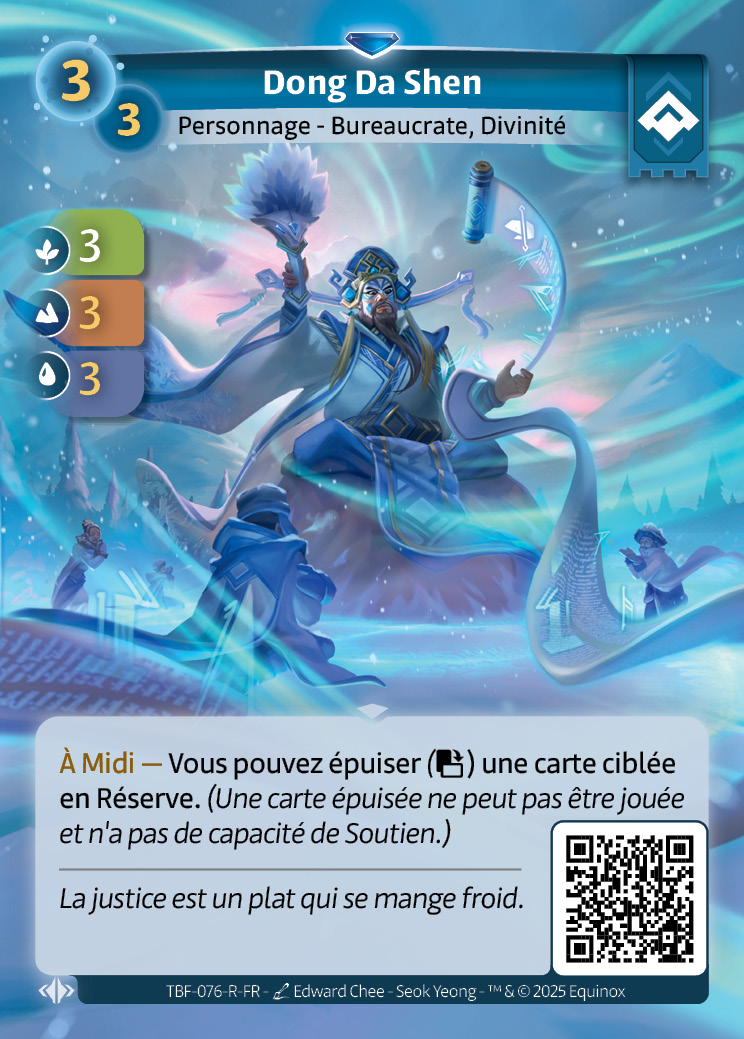 3
Dong Da Shen
3
Personnage - Bureaucrate, Divinité
3
3
3
À Midi — Vous pouvez épuiser () une carte ciblée
en Réserve. (Une carte épuisée ne peut pas être jouée
et n'a pas de capacité de Soutien.)
La justice est un plat qui se mange froid.
TBF-076-R-FR - Edward Chee - Seok Yeong - ™ & © 2025 Equinox